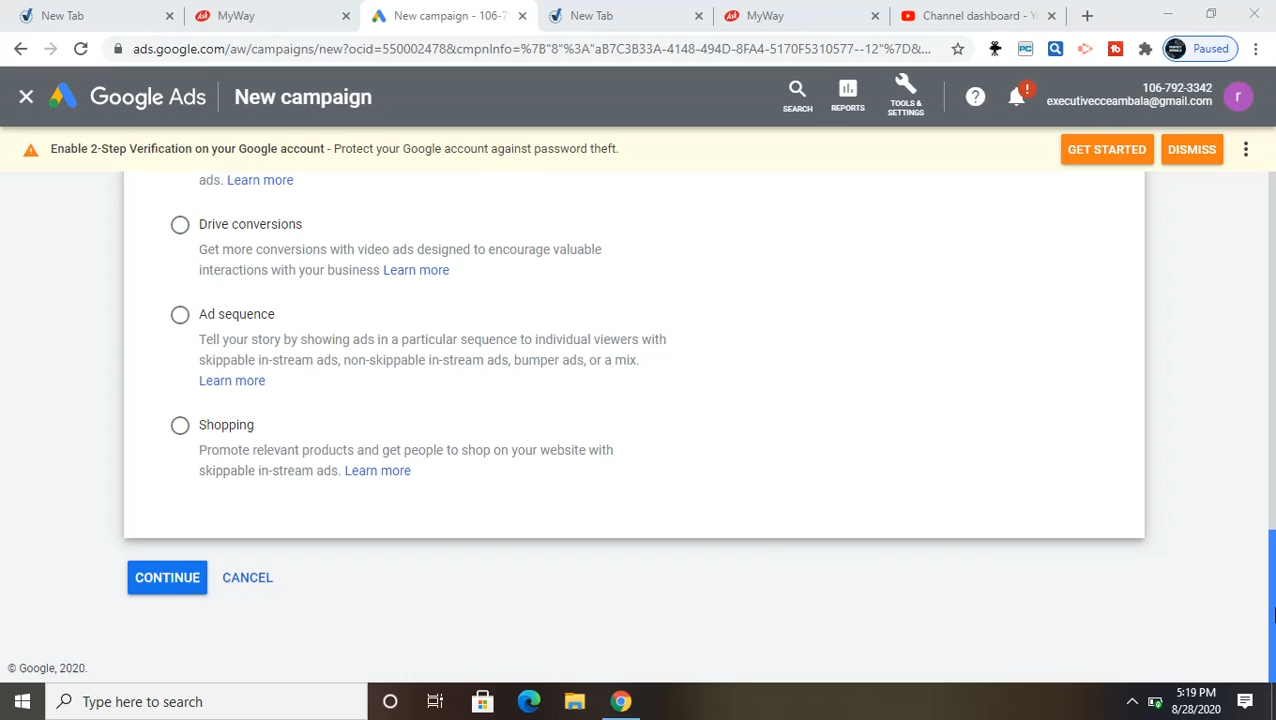 New Tab
MyWay
New campaign - 106-7
New Tab
MyWay
Channel dashboard - Y
ads.google.com/aw/campaigns/new?ocid=550002478&cmpnInfo=%7B"8"%3A"aB7C3B33A-4148-494D-8FA4-5170F5310577--12"%7D&...
Paused
Google Ads
New campaign
SEARCH
REPORTS
TOOLS & SETTINGS
106-792-3342
executivecceambala@gmail.com
r
Enable 2-Step Verification on your Google account - Protect your Google account against password theft.
GET STARTED
DISMISS
ads. Learn more
Drive conversions
Get more conversions with video ads designed to encourage valuable
interactions with your business Learn more
Ad sequence
Tell your story by showing ads in a particular sequence to individual viewers with
skippable in-stream ads, non-skippable in-stream ads, bumper ads, or a mix.
Learn more
Shopping
Promote relevant products and get people to shop on your website with
skippable in-stream ads. Learn more
CONTINUE
CANCEL
© Google, 2020.
Type here to search
5:19 PM
8/28/2020